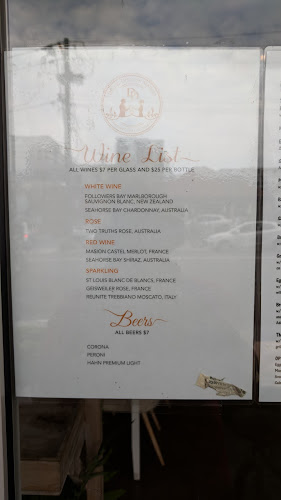 Wine List
ALL WINES $7 PER GLASS AND $25 PER BOTTLE
WHITE WINE
FOLLOWERS BAY MARLBOROUGH
SAUVIGNON BLANC, NEW ZEALAND
SEAHORSE BAY CHARDONNAY, AUSTRALIA
ROSE
TWO TRUTHS ROSE, AUSTRALIA
RED WINE
MASION CASTEL MERLOT, FRANCE
SEAHORSE BAY SHIRAZ, AUSTRALIA
SPARKLING
ST LOUIS BLANC DE BLANCS, FRANCE
GEISWEILER ROSE, FRANCE
REUNITE TREBBIANO MOSCATO, ITALY
Beers
ALL BEERS $7
CORONA
PERONI
HAHN PREMIUM LIGHT